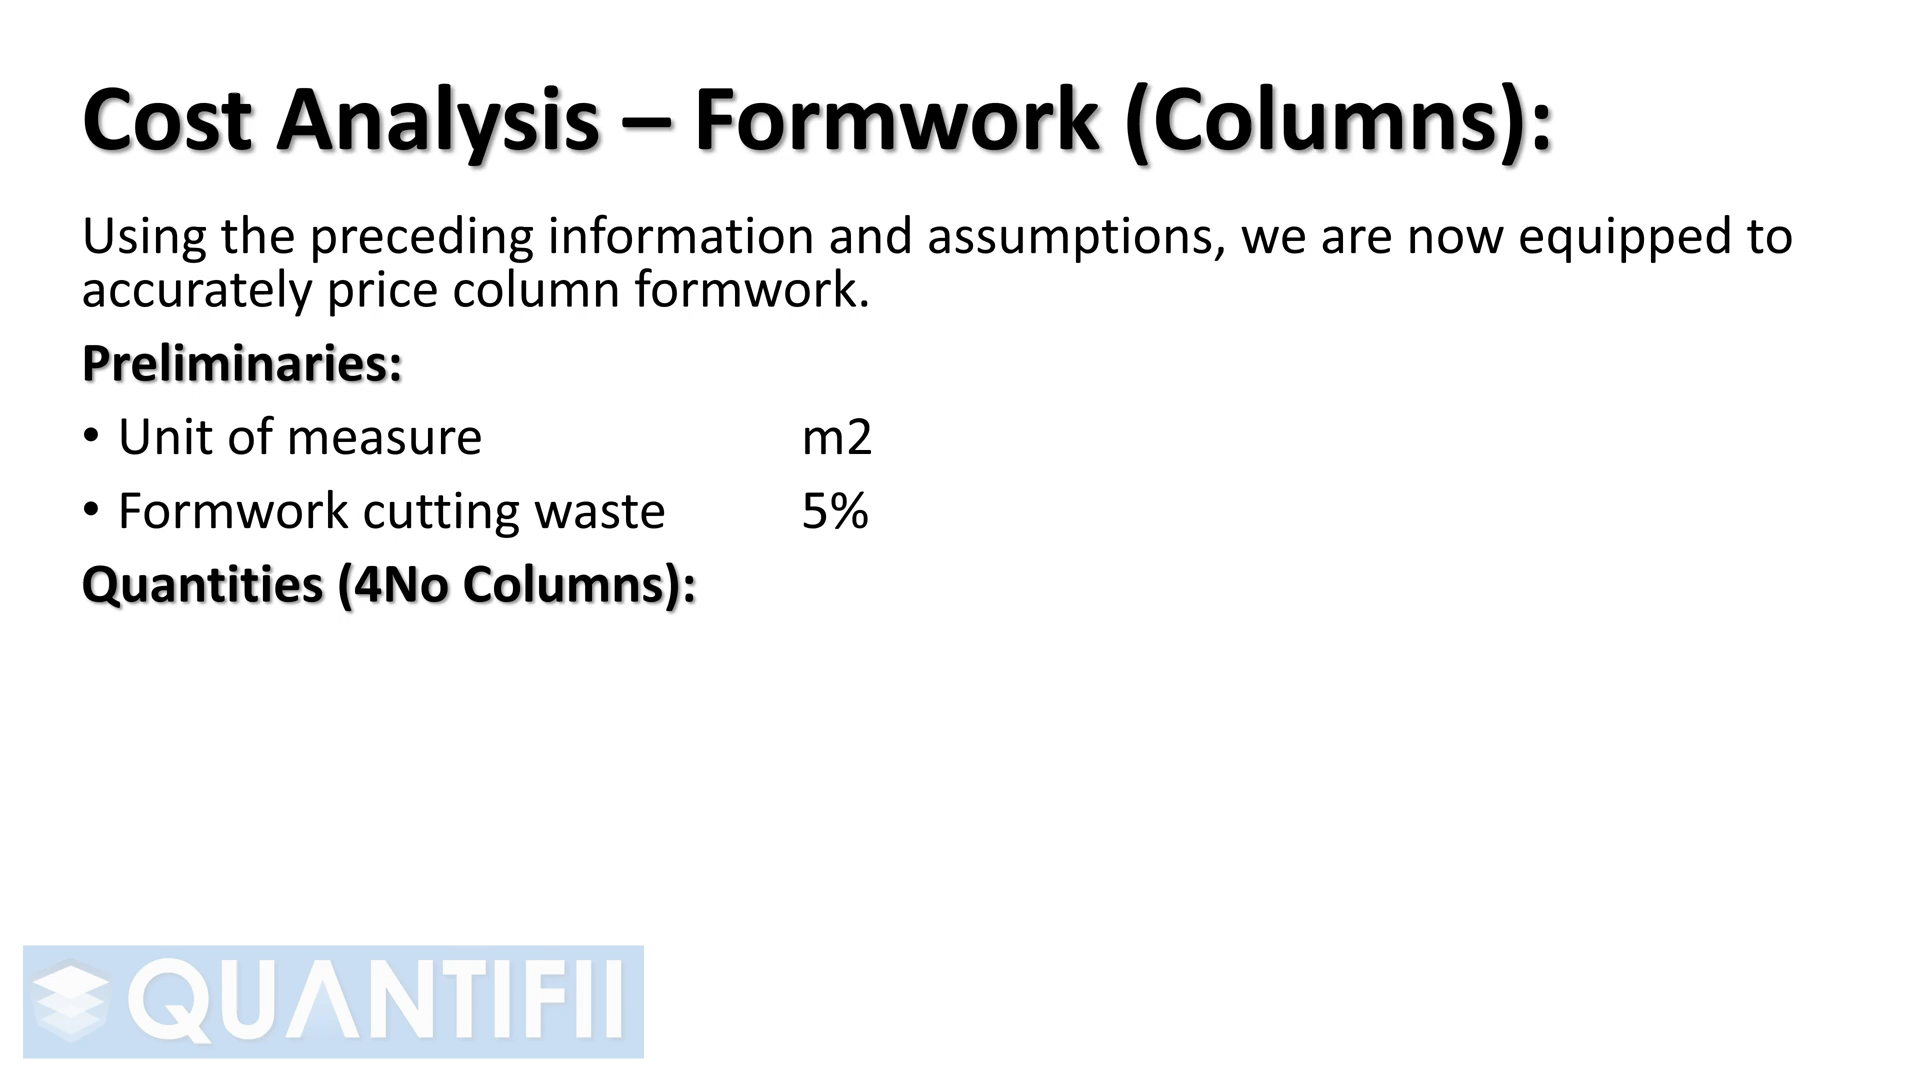 Cost Analysis – Formwork (Columns):
Using the preceding information and assumptions, we are now equipped to
accurately price column formwork.
Preliminaries:
• Unit of measure m2
• Formwork cutting waste 5%
Quantities (4No Columns):
QUANTIFII